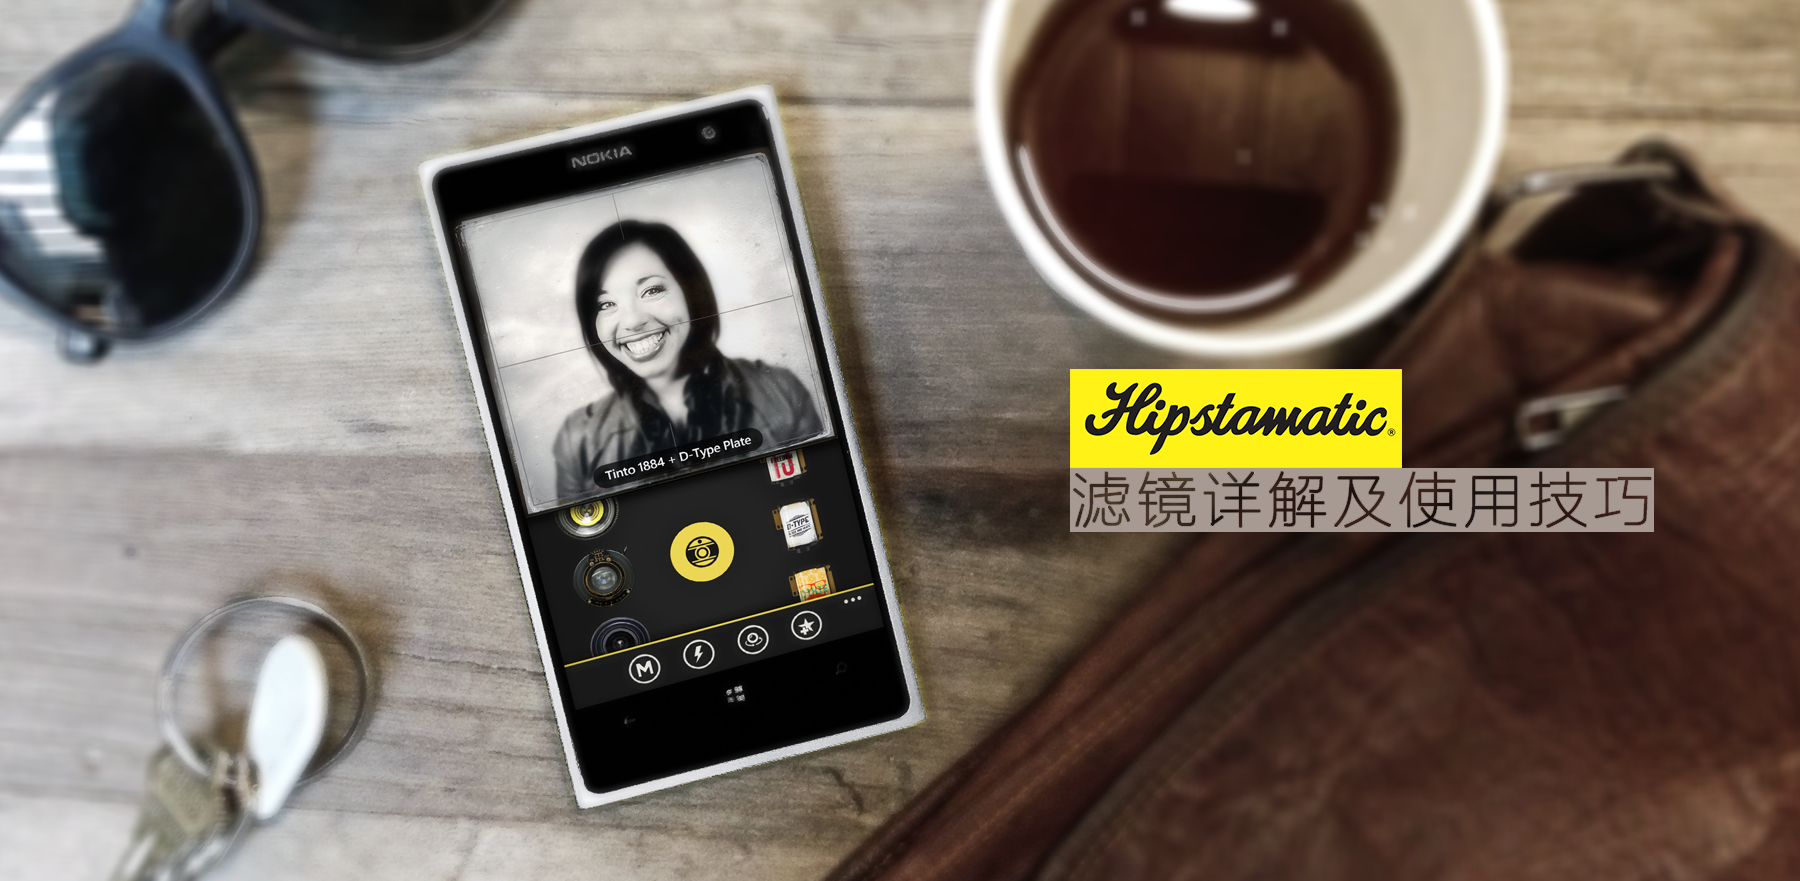 NOKIA
Tinto 1884 + D-Type Plate
D-TYPE
M
Hipstamatic®
滤镜详解及使用技巧